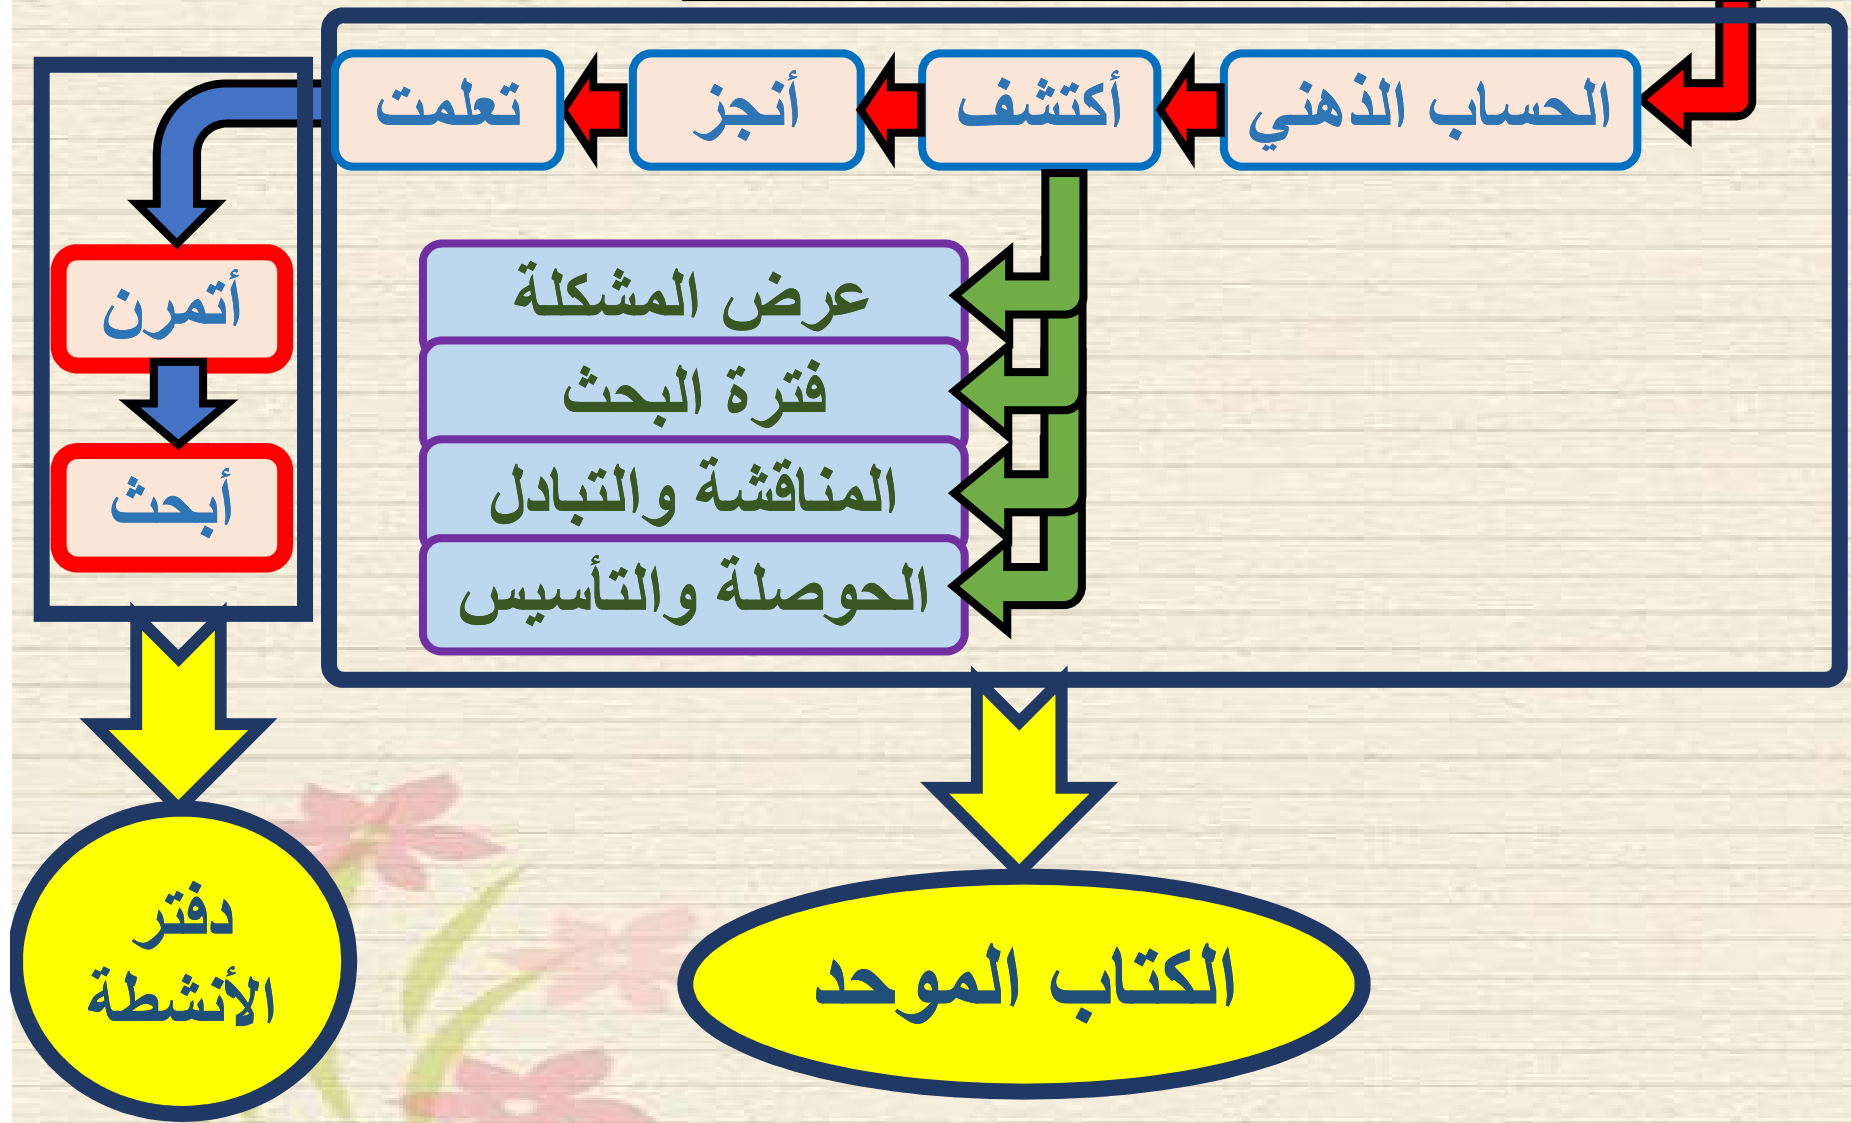 الحساب الذهني
أكتشف
أنجز
تعلمت
عرض المشكلة
فترة البحث
المناقشة والتبادل
الحوصلة والتأسيس
أتمرن
أبحث
الكتاب الموحد
دفتر
الأنشطة